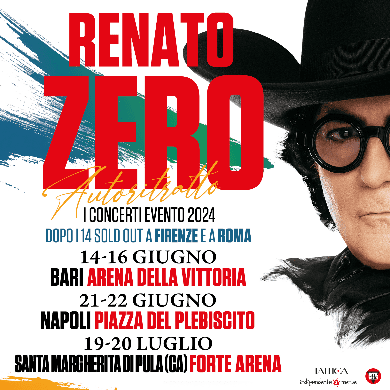 RENATO
ZERO
Autoritratto
I CONCERTI EVENTO 2024
DOPO I 14 SOLD OUT A FIRENZE E A ROMA
14-16 GIUGNO
BARI ARENA DELLA VITTORIA
21-22 GIUGNO
NAPOLI PIAZZA DEL PLEBISCITO
19-20 LUGLIO
SANTA MARGHERITA DI PULA (CA) FORTE ARENA